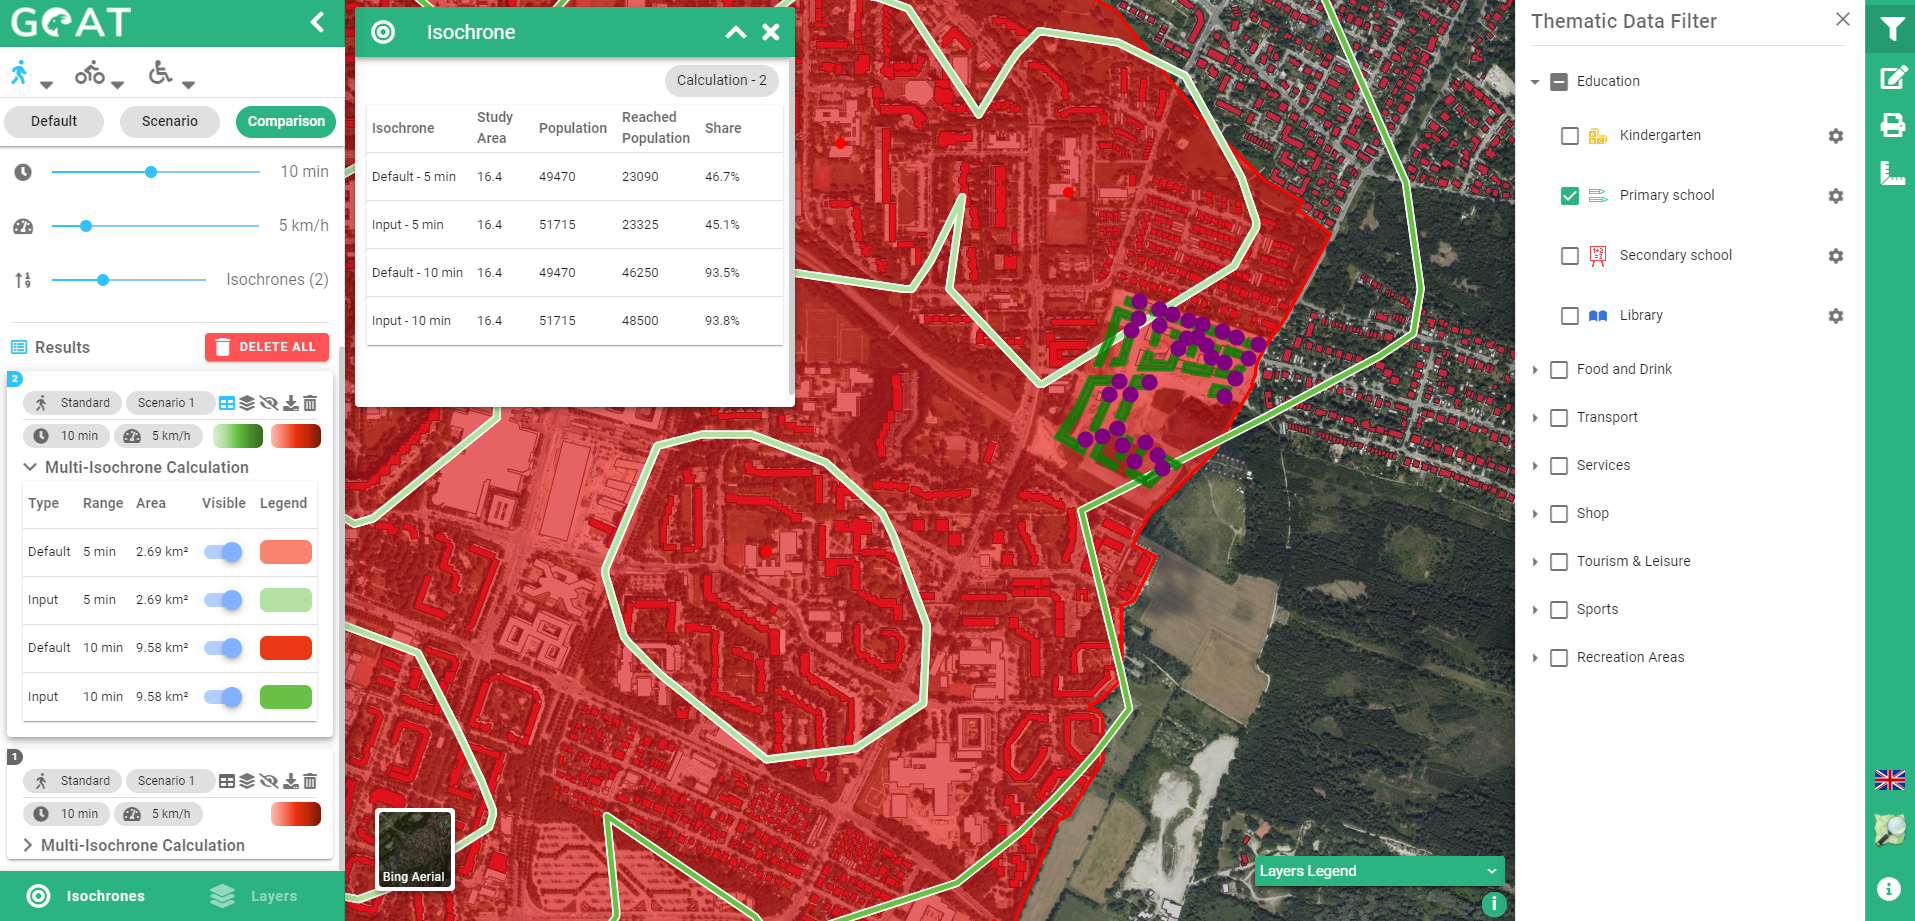 GOAT
Default
Scenario
Comparison
10 min
5 km/h
Isochrones (2)
Results
DELETE ALL
2
Standard
Scenario 1
10 min
5 km/h
Multi-Isochrone Calculation
Type Range Area Visible Legend
Default 5 min 2.69 km²
Input 5 min 2.69 km²
Default 10 min 9.58 km²
Input 10 min 9.58 km²
1
Standard
Scenario 1
10 min
5 km/h
Multi-Isochrone Calculation
Isochrones
Layers
Isochrone
Calculation - 2
Isochrone Study Area Population Reached Population Share
Default - 5 min 16.4 49470 23090 46.7%
Input - 5 min 16.4 51715 23325 45.1%
Default - 10 min 16.4 49470 46250 93.5%
Input - 10 min 16.4 51715 48500 93.8%
Bing Aerial
Layers Legend
Thematic Data Filter
Education
Kindergarten
Primary school
Secondary school
Library
Food and Drink
Transport
Services
Shop
Tourism & Leisure
Sports
Recreation Areas